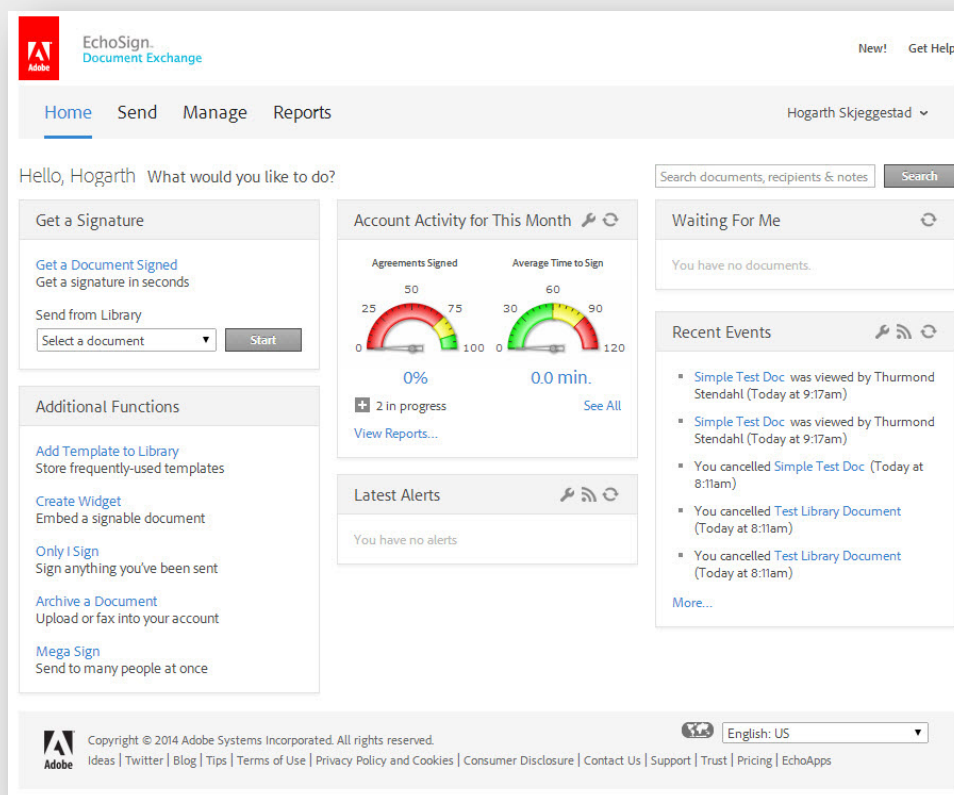 Adobe
EchoSign™
Document Exchange
New! Get Help
Home Send Manage Reports
Hogarth Skjeggestad
Hello, Hogarth What would you like to do?
Search documents, recipients & notes Search
Get a Signature
Get a Document Signed
Get a signature in seconds
Send from Library
Select a document Start
Additional Functions
Add Template to Library
Store frequently-used templates
Create Widget
Embed a signable document
Only I Sign
Sign anything you've been sent
Archive a Document
Upload or fax into your account
Mega Sign
Send to many people at once
Account Activity for This Month
Agreements Signed Average Time to Sign
50 60
25 75 30 90
0 100 0 120
0% 0.0 min.
2 in progress See All
View Reports...
Latest Alerts
You have no alerts
Waiting For Me
You have no documents.
Recent Events
Simple Test Doc was viewed by Thurmond
Stendahl (Today at 9:17am)
Simple Test Doc was viewed by Thurmond
Stendahl (Today at 9:17am)
You cancelled Simple Test Doc (Today at
8:11am)
You cancelled Test Library Document
(Today at 8:11am)
You cancelled Test Library Document
(Today at 8:11am)
More...
Adobe
Copyright © 2014 Adobe Systems Incorporated. All rights reserved.
English: US
Ideas | Twitter | Blog | Tips | Terms of Use | Privacy Policy and Cookies | Consumer Disclosure | Contact Us | Support | Trust | Pricing | EchoApps